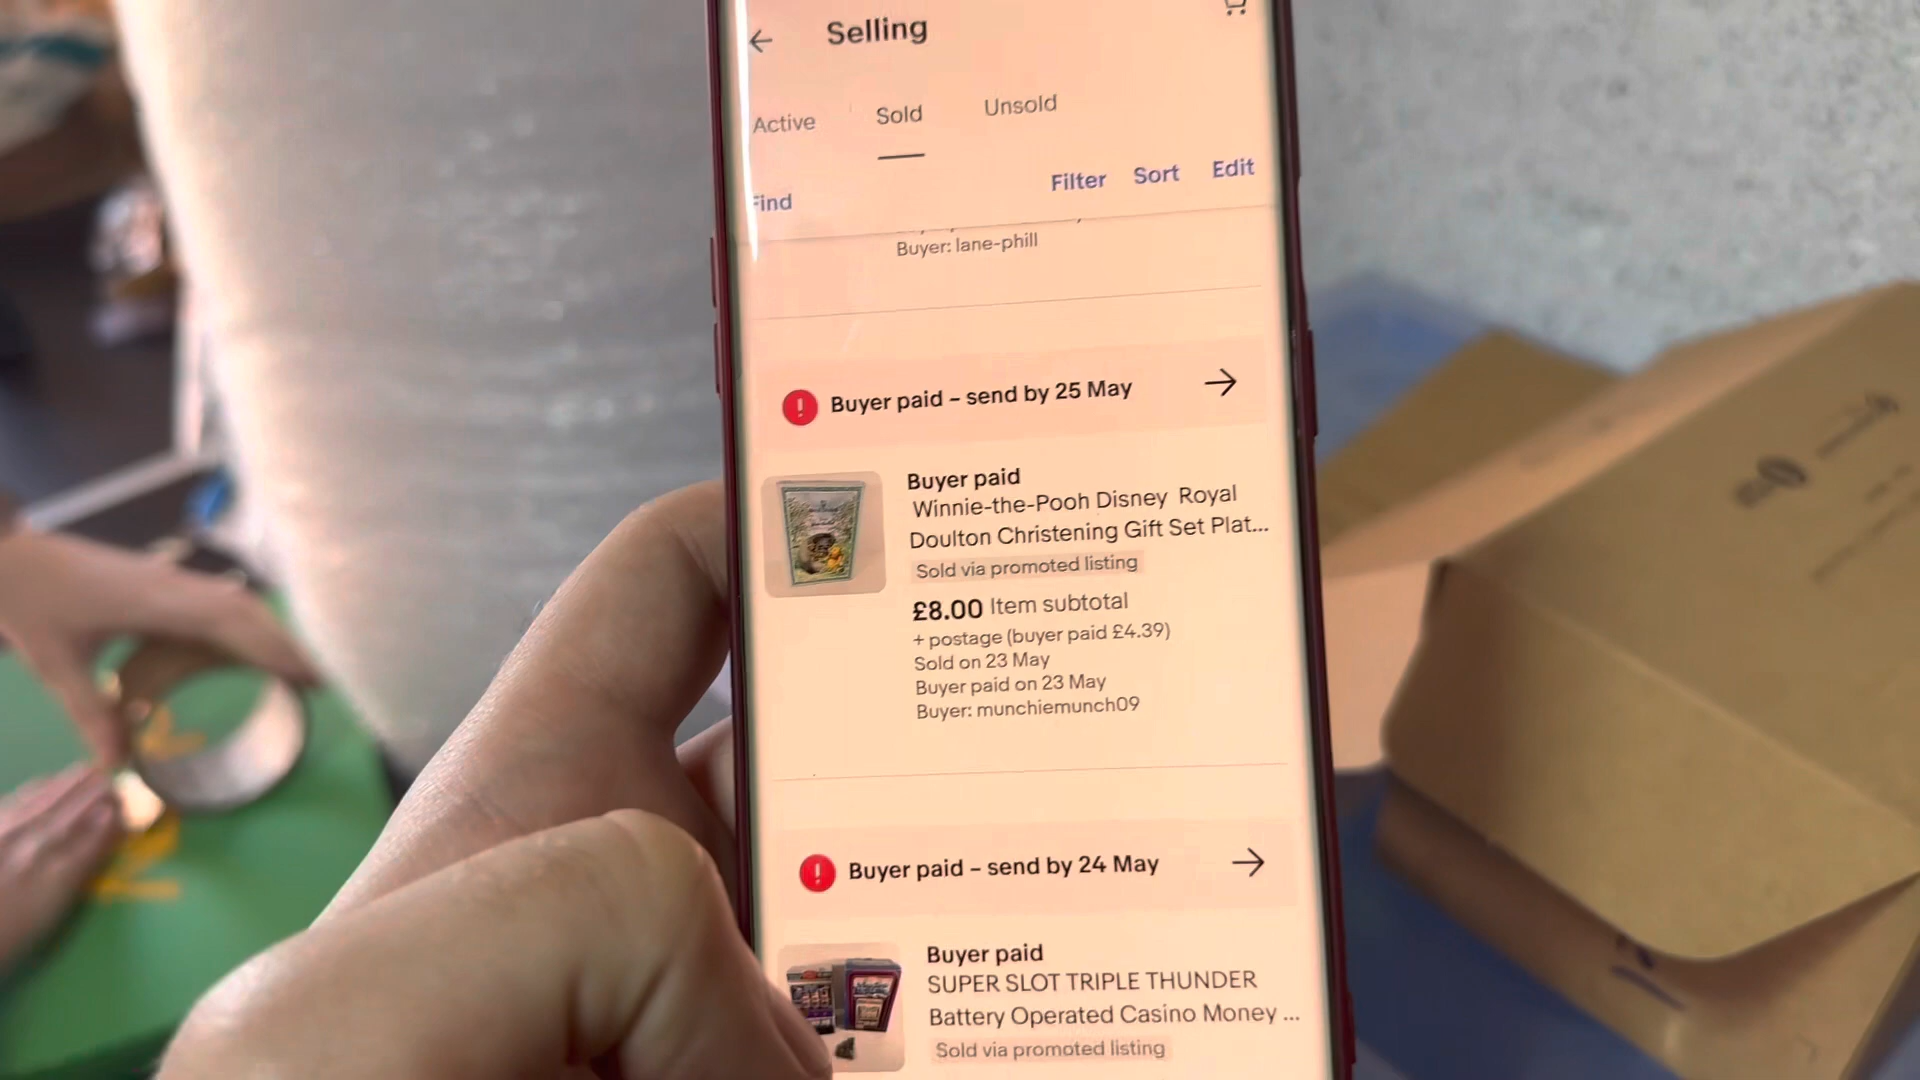 Selling
Active Sold Unsold
Find Filter Sort Edit
Buyer: lane-phill
Buyer paid – send by 25 May
Buyer paid
Winnie-the-Pooh Disney Royal
Doulton Christening Gift Set Plat...
Sold via promoted listing
£8.00 Item subtotal
+ postage (buyer paid £4.39)
Sold on 23 May
Buyer paid on 23 May
Buyer: munchiemunch09
Buyer paid – send by 24 May
Buyer paid
SUPER SLOT TRIPLE THUNDER
Battery Operated Casino Money ...
Sold via promoted listing